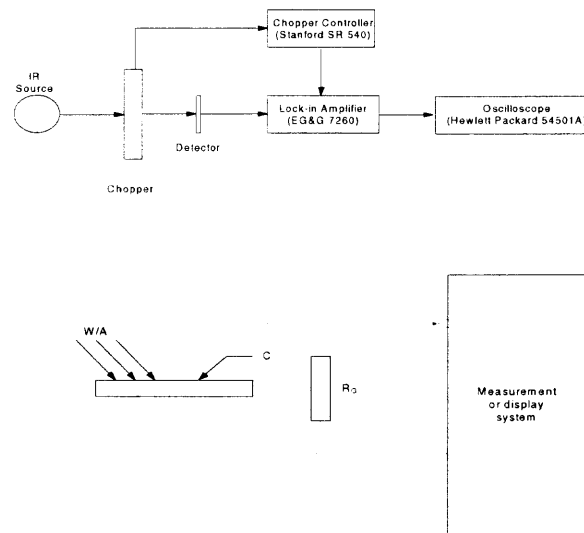 Chopper Controller
(Stanford SR 540)
IR
Source
Lock-in Amplifier
(EG&G 7260)
Oscilloscope
(Hewlett Packard 54501A)
Detector
Chopper
W/A
C
RG
Measurement
or display
system